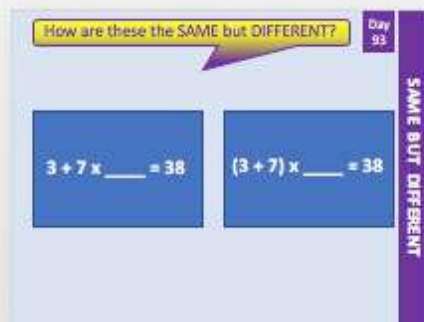 How are these the SAME but DIFFERENT?
Day
93
3 + 7 x ____ = 38
(3 + 7) x ____ = 38
SAME BUT DIFFERENT